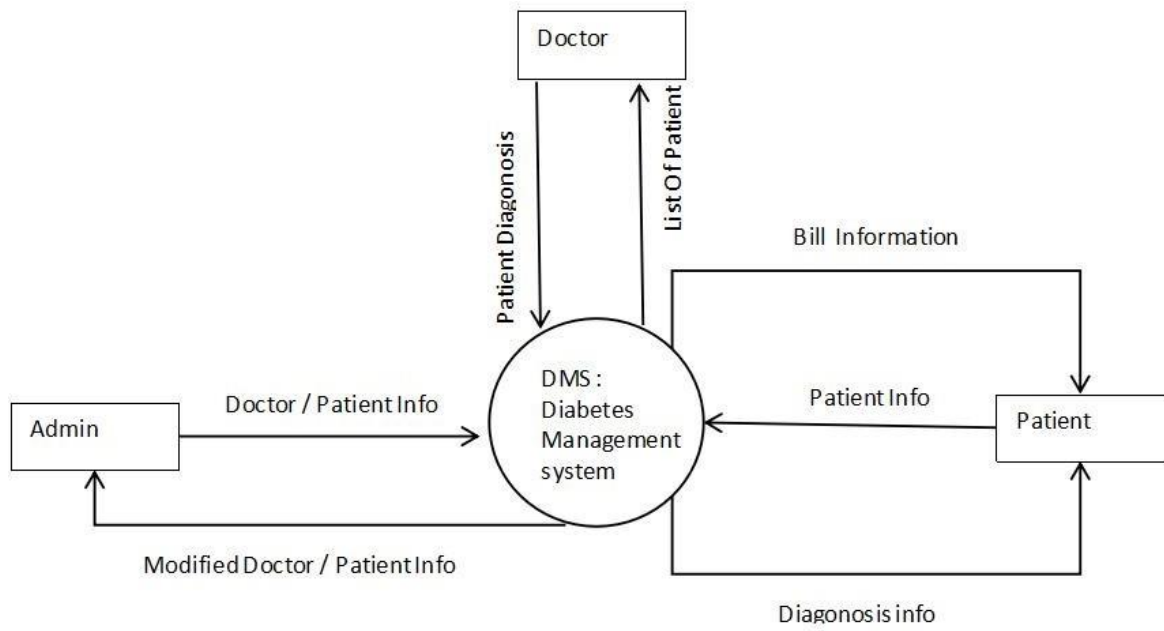 Doctor
Patient Diagonosis
List Of Patient
Bill Information
DMS :
Diabetes
Management
system
Doctor / Patient Info
Patient Info
Admin
Patient
Modified Doctor / Patient Info
Diagonosis info